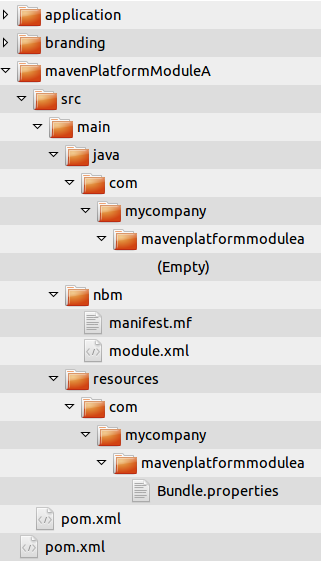 application
branding
mavenPlatformModuleA
src
main
java
com
mycompany
mavenplatformmodulea
(Empty)
nbm
manifest.mf
module.xml
resources
com
mycompany
mavenplatformmodulea
Bundle.properties
pom.xml
pom.xml